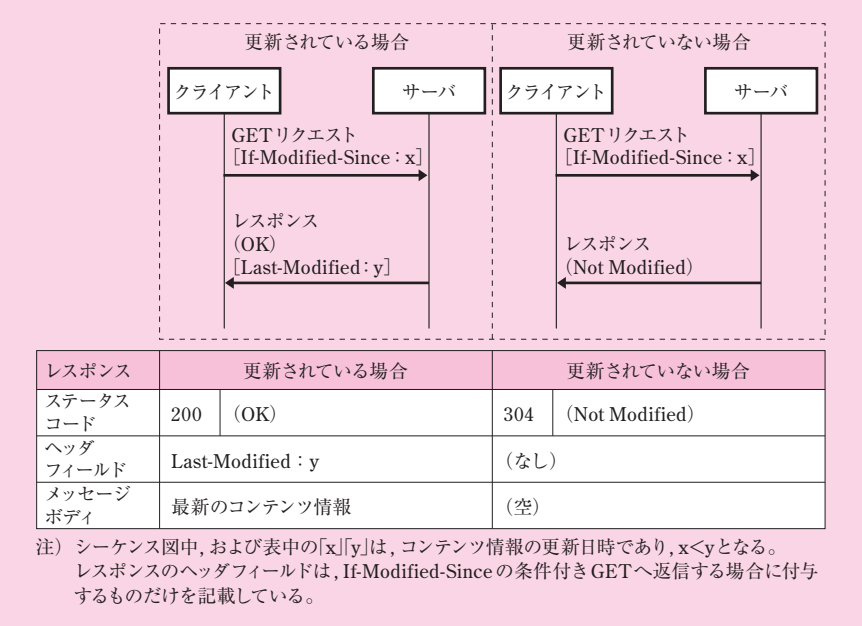 更新されている場合
更新されていない場合
クライアント
サーバ
クライアント
サーバ
GETリクエスト
[If-Modified-Since：x]
GETリクエスト
[If-Modified-Since：x]
レスポンス
(OK)
[Last-Modified：y]
レスポンス
(Not Modified)
レスポンス
更新されている場合
更新されていない場合
ステータス
コード
200
(OK)
304
(Not Modified)
ヘッダ
フィールド
Last-Modified：y
(なし)
メッセージ
ボディ
最新のコンテンツ情報
(空)
注) シーケンス図中，および表中の「x」「y」は，コンテンツ情報の更新日時であり，x＜yとなる。
レスポンスのヘッダフィールドは，If-Modified-Sinceの条件付きGETへ返信する場合に付与
するものだけを記載している。